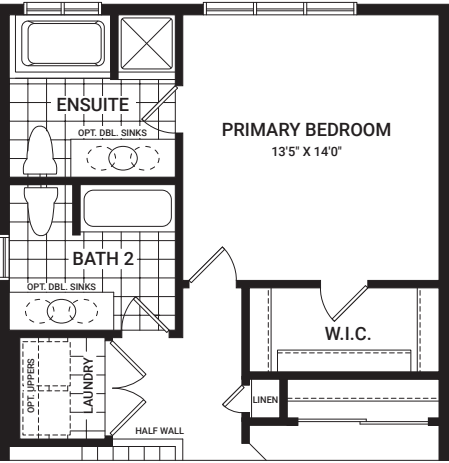 ENSUITE
OPT. DBL. SINKS
PRIMARY BEDROOM
13'5" X 14'0"
BATH 2
OPT. DBL. SINKS
W.I.C.
OPT. UPPERS
LAUNDRY
LINEN
HALF WALL